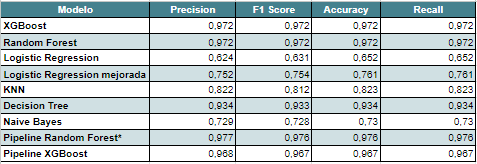 Modelo Precision F1 Score Accuracy Recall
XGBoost 0,972 0,972 0,972 0,972
Random Forest 0,972 0,972 0,972 0,972
Logistic Regression 0,624 0,631 0,652 0,652
Logistic Regression mejorada 0,752 0,754 0,761 0,761
KNN 0,822 0,812 0,823 0,823
Decision Tree 0,934 0,933 0,934 0,934
Naive Bayes 0,729 0,728 0,73 0,73
Pipeline Random Forest* 0,977 0,976 0,976 0,976
Pipeline XGBoost 0,968 0,967 0,967 0,967